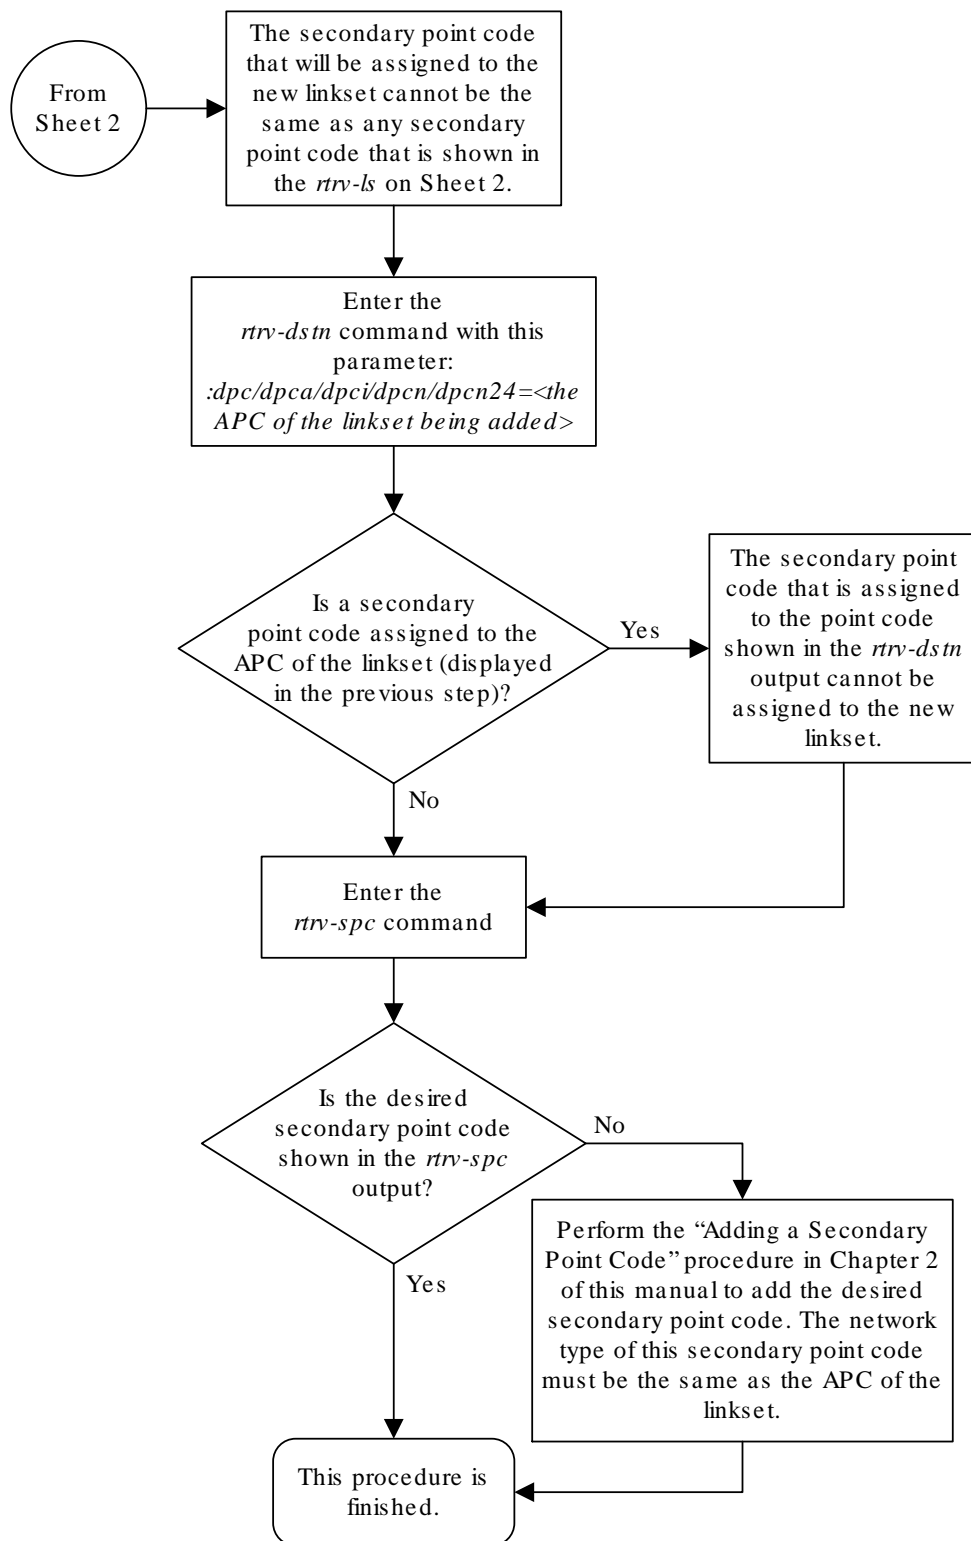 From
Sheet 2
The secondary point code
that will be assigned to the
new linkset cannot be the
same as any secondary
point code that is shown in
the rtrv-ls on Sheet 2.
Enter the
rtrv-dstn command with this
parameter:
:dpc/dpca/dpci/dpcn/dpcn24=<the
APC of the linkset being added>
Is a secondary
point code assigned to the
APC of the linkset (displayed
in the previous step)?
Yes
The secondary point
code that is assigned
to the point code
shown in the rtrv-dstn
output cannot be
assigned to the new
linkset.
No
Enter the
rtrv-spc command
Is the desired
secondary point code
shown in the rtrv-spc
output?
No
Perform the “Adding a Secondary
Point Code” procedure in Chapter 2
of this manual to add the desired
secondary point code. The network
type of this secondary point code
must be the same as the APC of the
linkset.
Yes
This procedure is
finished.